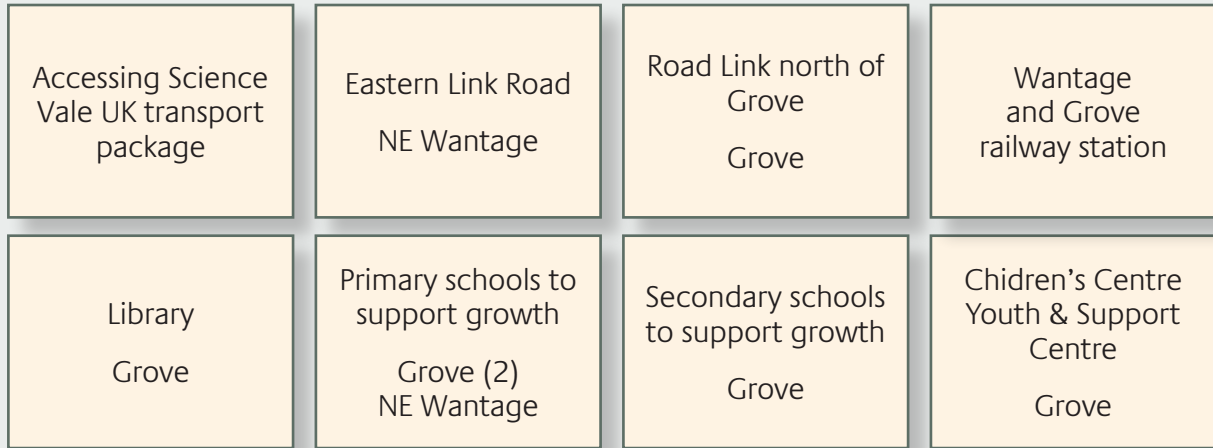 Accessing Science
Vale UK transport
package
Eastern Link Road
NE Wantage
Road Link north of
Grove
Grove
Wantage
and Grove
railway station
Library
Grove
Primary schools to
support growth
Grove (2)
NE Wantage
Secondary schools
to support growth
Grove
Chidren's Centre
Youth & Support
Centre
Grove